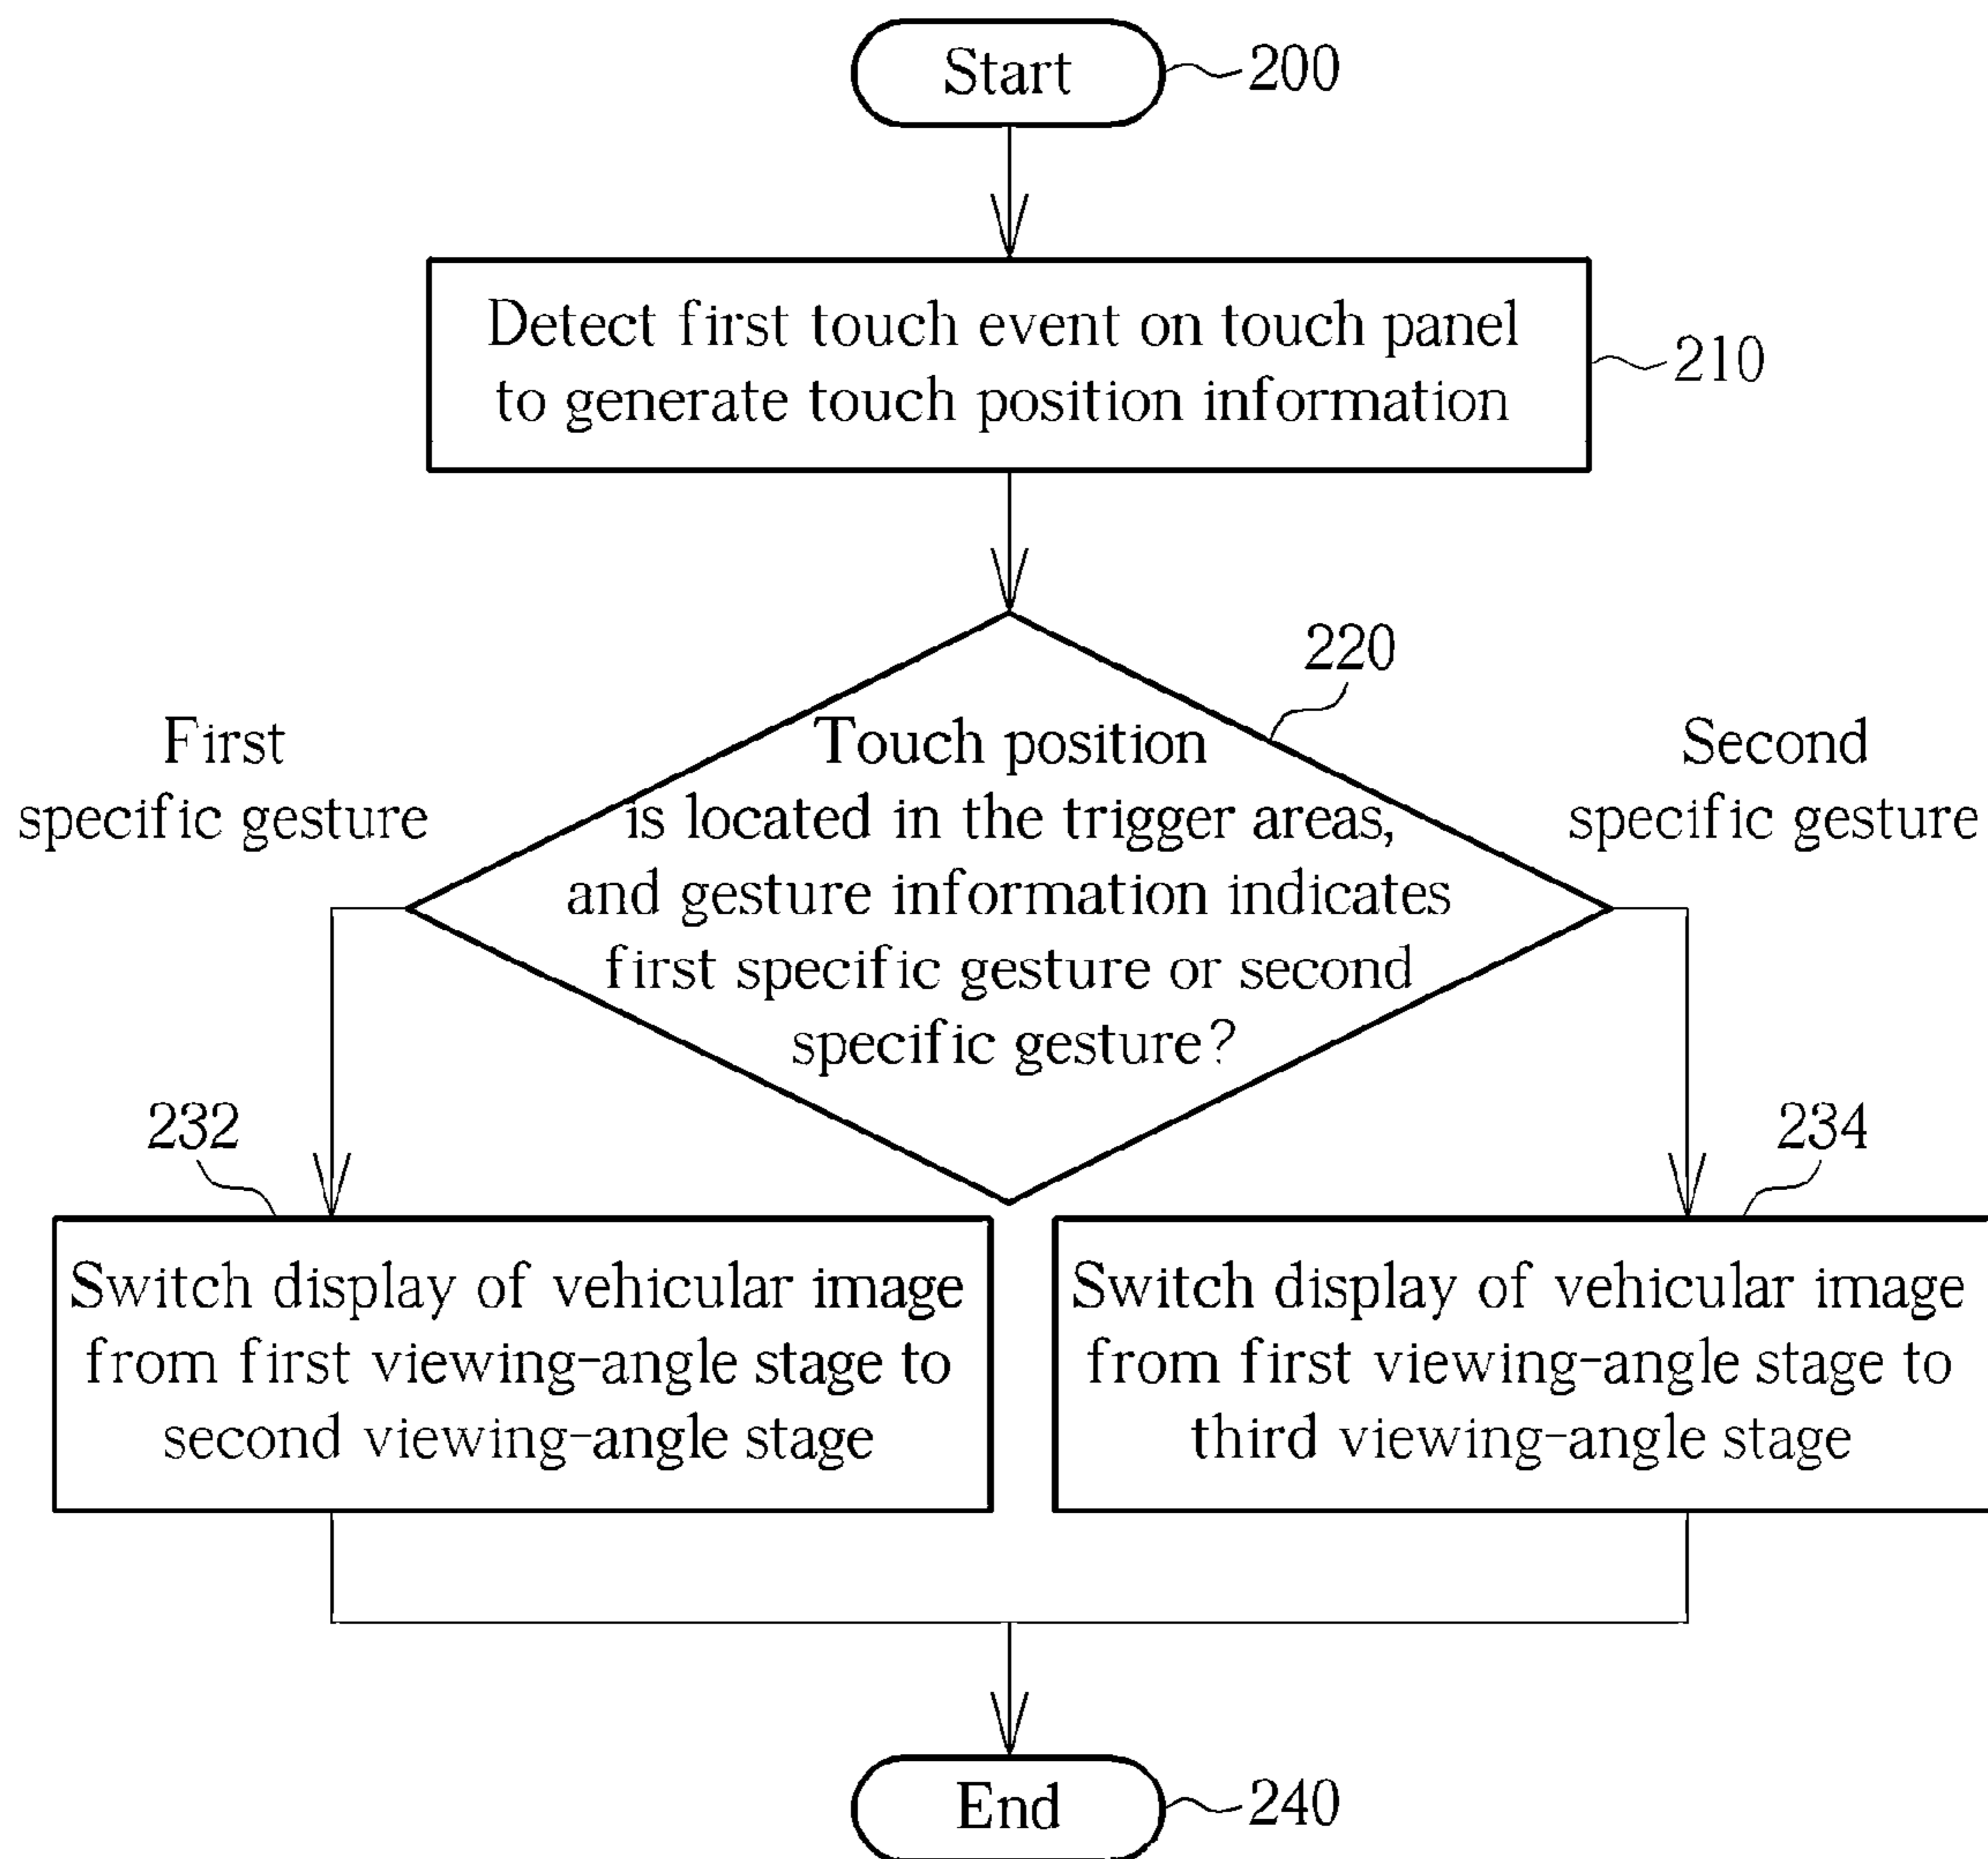 Start
200
Detect first touch event on touch panel
to generate touch position information
210
220
First
specific gesture
Touch position
is located in the trigger areas,
and gesture information indicates
first specific gesture or second
specific gesture?
Second
specific gesture
232
234
Switch display of vehicular image
from first viewing-angle stage to
second viewing-angle stage
Switch display of vehicular image
from first viewing-angle stage to
third viewing-angle stage
End
240